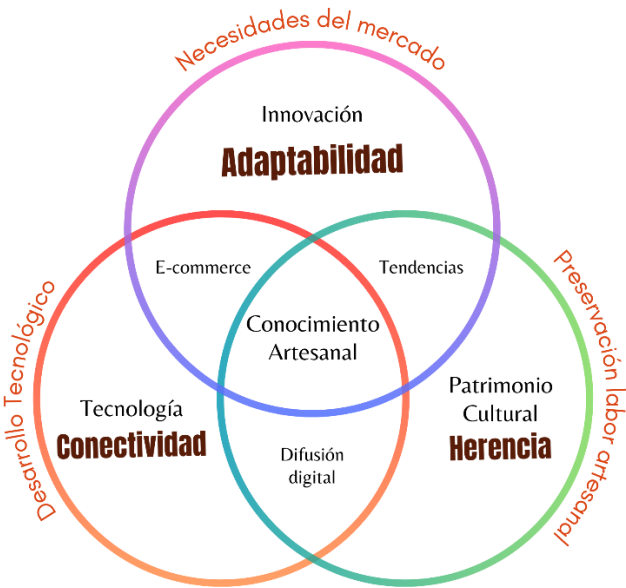 Necesidades del mercado
Innovación
Adaptabilidad
E-commerce
Tendencias
Conocimiento
Artesanal
Desarrollo Tecnológico
Tecnología
Conectividad
Patrimonio
Cultural
Herencia
Preservación labor artesanal
Difusión
digital